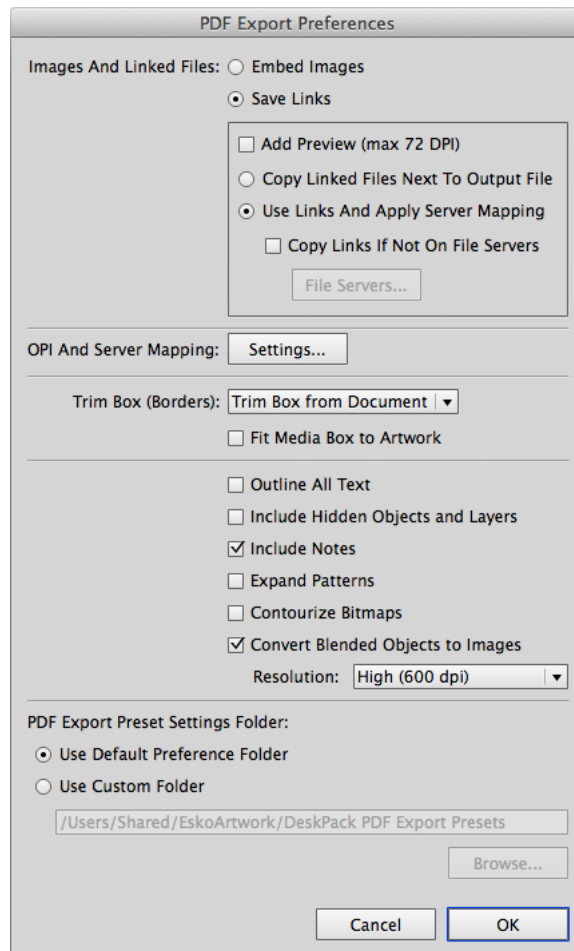 PDF Export Preferences
Images And Linked Files: Embed Images
Save Links
Add Preview (max 72 DPI)
Copy Linked Files Next To Output File
Use Links And Apply Server Mapping
Copy Links If Not On File Servers
File Servers...
OPI And Server Mapping: Settings...
Trim Box (Borders): Trim Box from Document
Fit Media Box to Artwork
Outline All Text
Include Hidden Objects and Layers
Include Notes
Expand Patterns
Contourize Bitmaps
Convert Blended Objects to Images
Resolution: High (600 dpi)
PDF Export Preset Settings Folder:
Use Default Preference Folder
Use Custom Folder
/Users/Shared/EskoArtwork/DeskPack PDF Export Presets
Browse...
Cancel OK